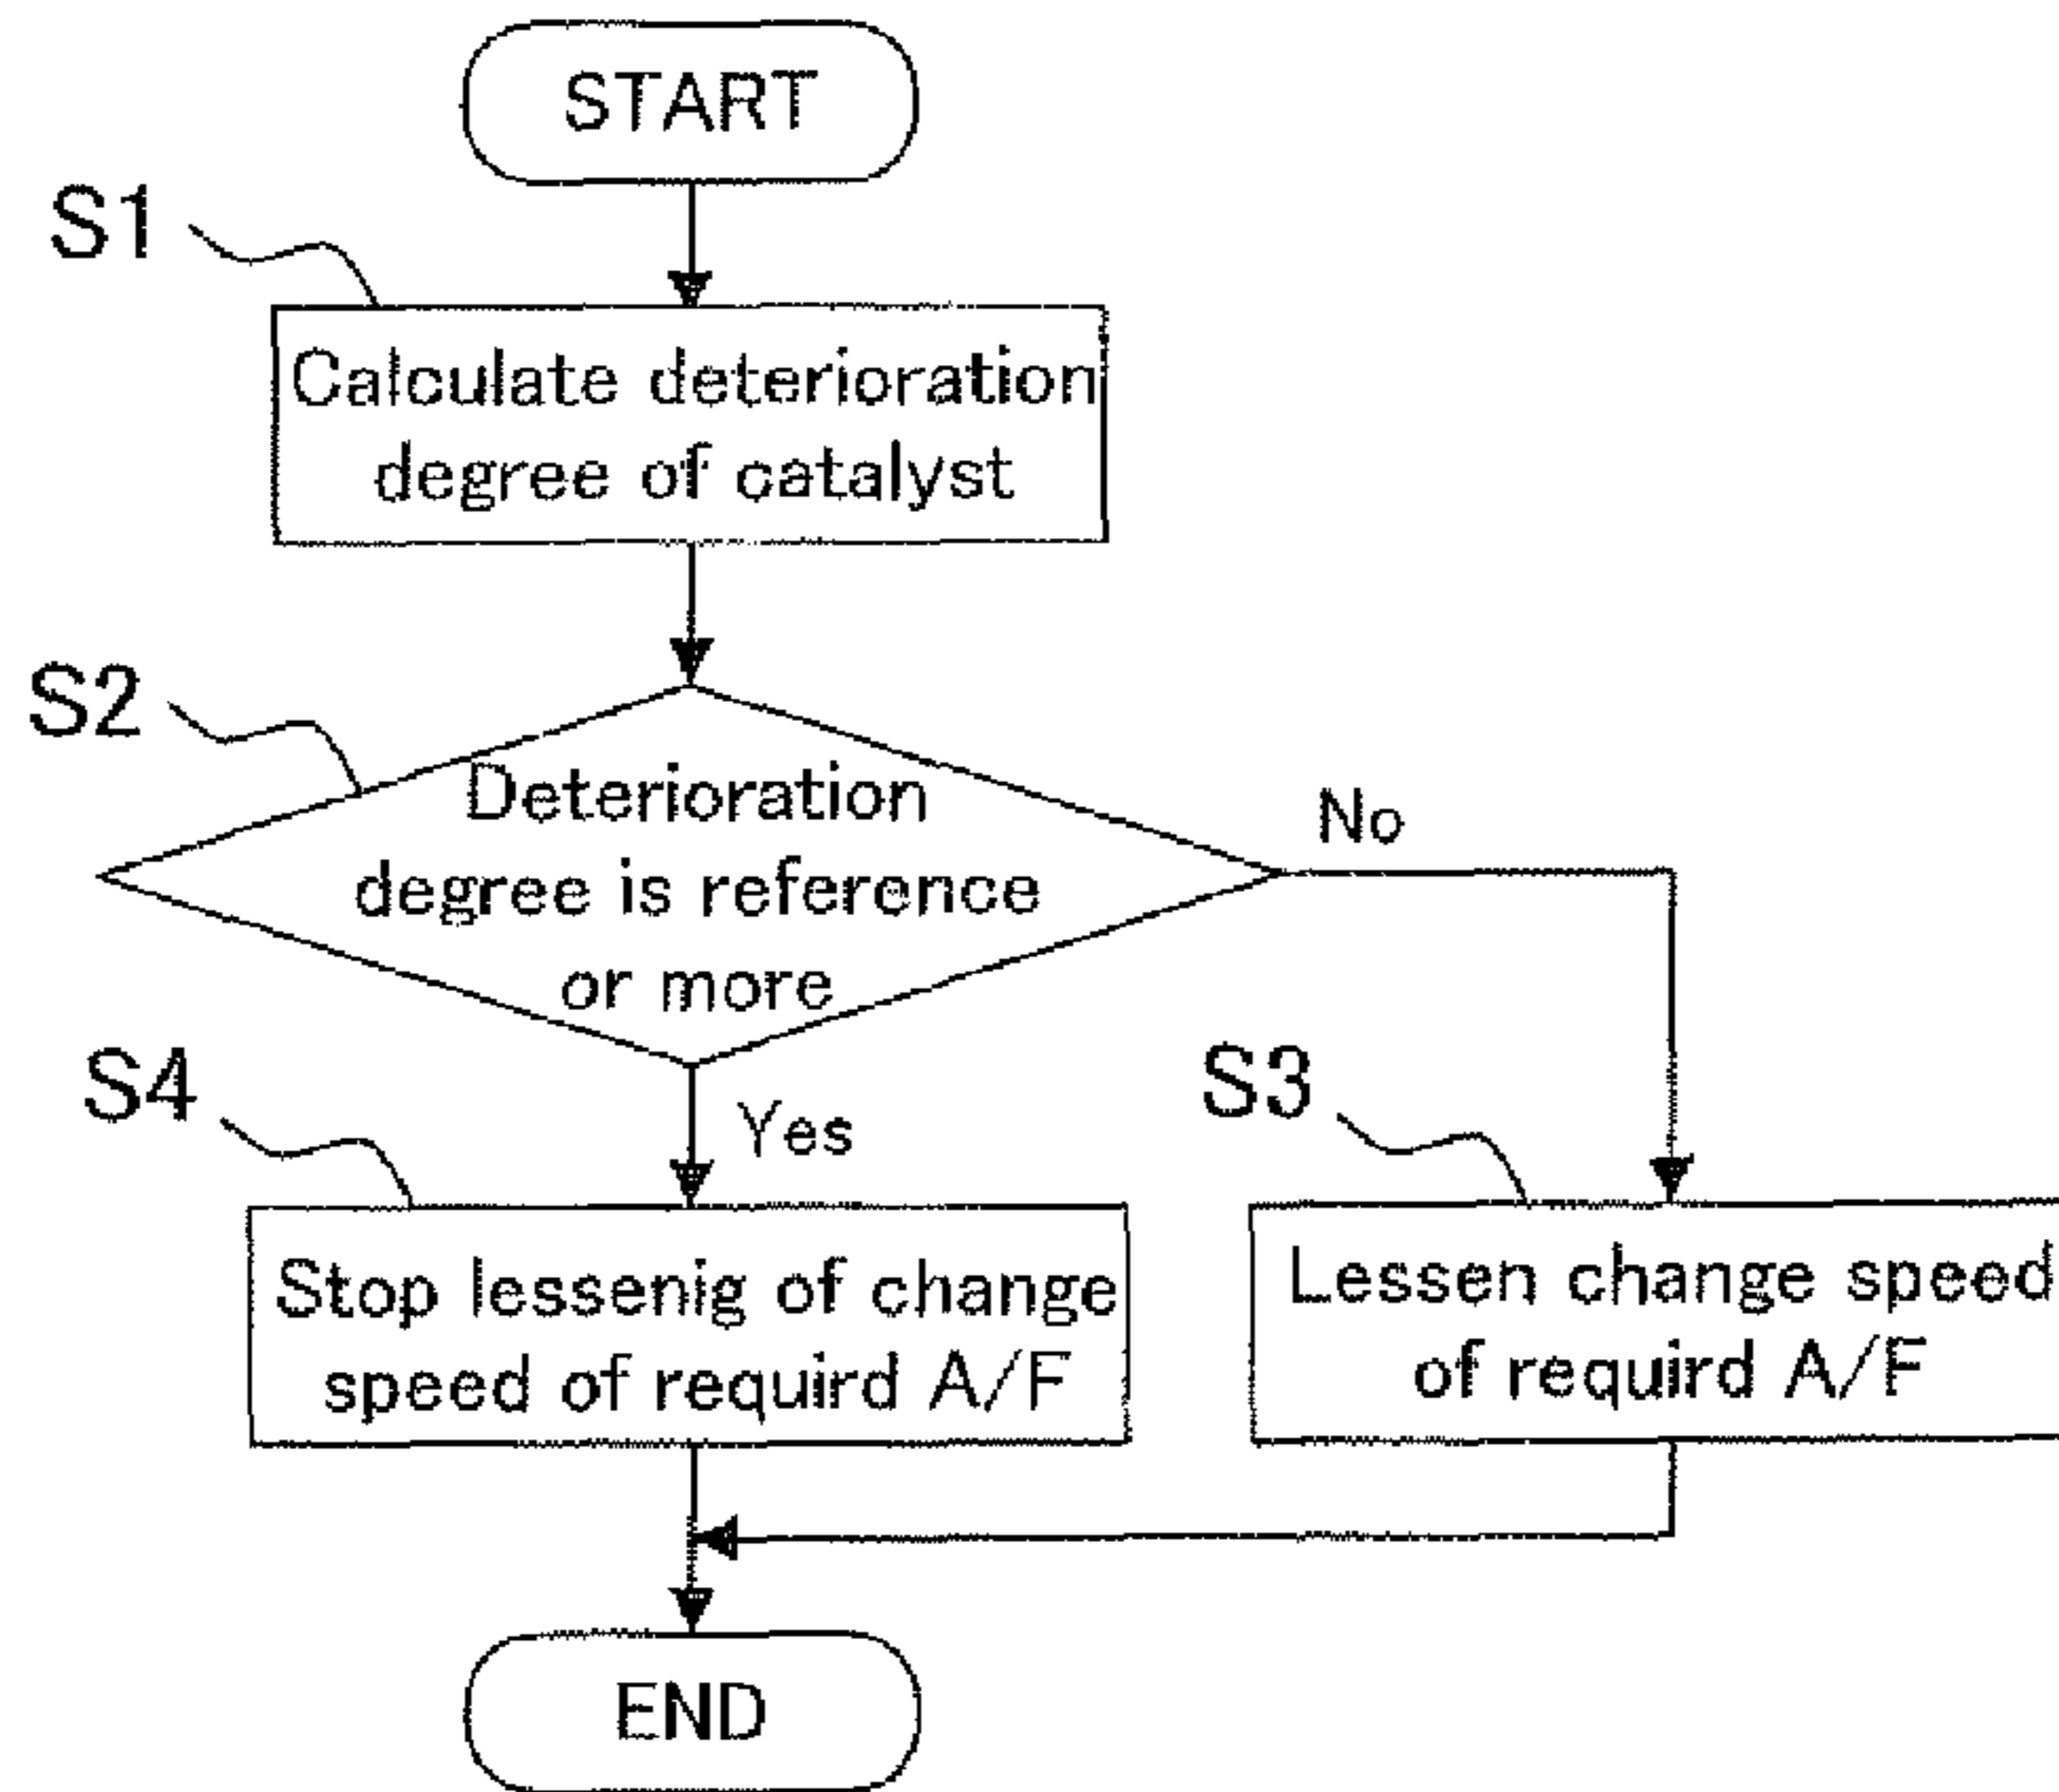 START
S1
Calculate deterioration
degree of catalyst
S2
Deterioration
degree is reference
or more
No
Yes
S4
Stop lessenig of change
speed of requird A/F
S3
Lessen change speed
of requird A/F
END